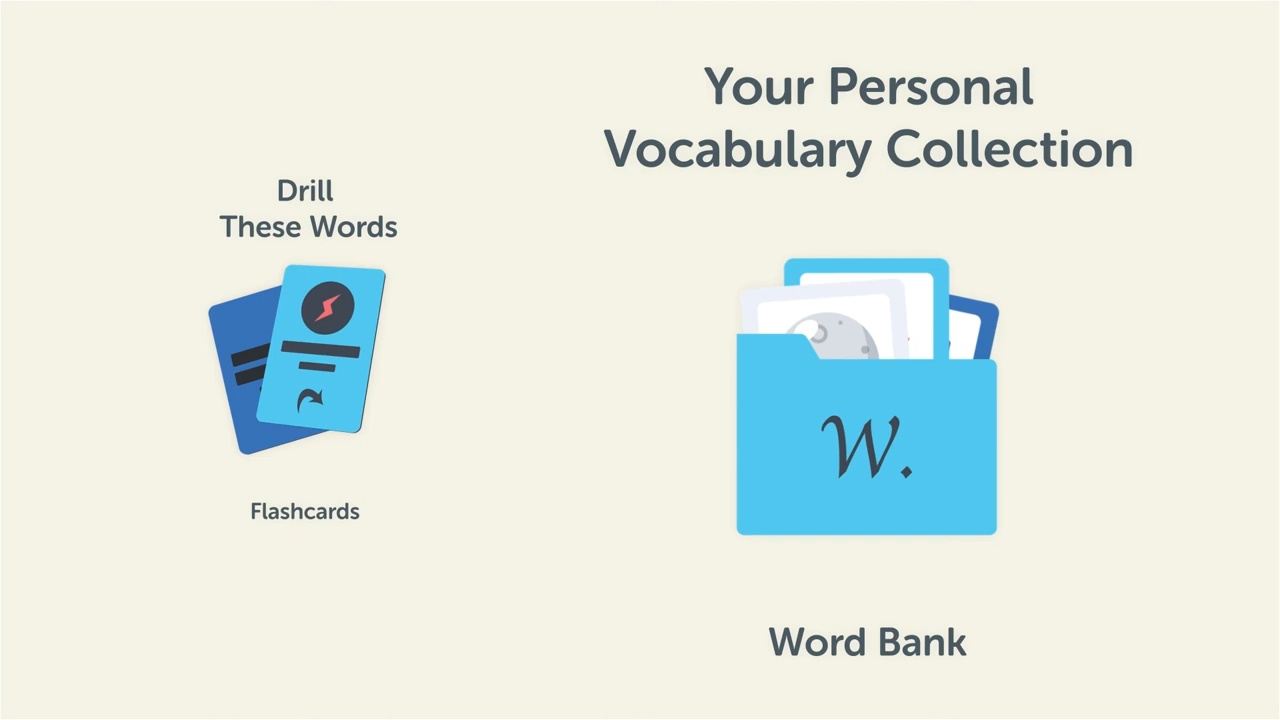 Drill
These Words
Flashcards
Your Personal
Vocabulary Collection
W.
Word Bank